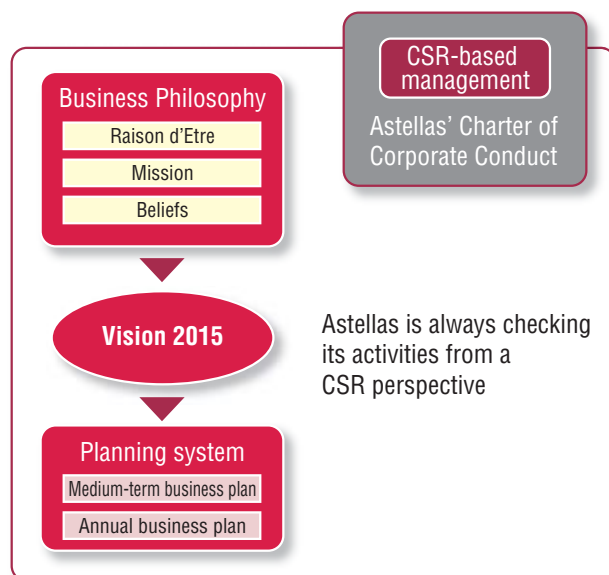 CSR-based
management
Astellas’ Charter of
Corporate Conduct
Business Philosophy
Raison d’Etre
Mission
Beliefs
Vision 2015
Astellas is always checking
its activities from a
CSR perspective
Planning system
Medium-term business plan
Annual business plan